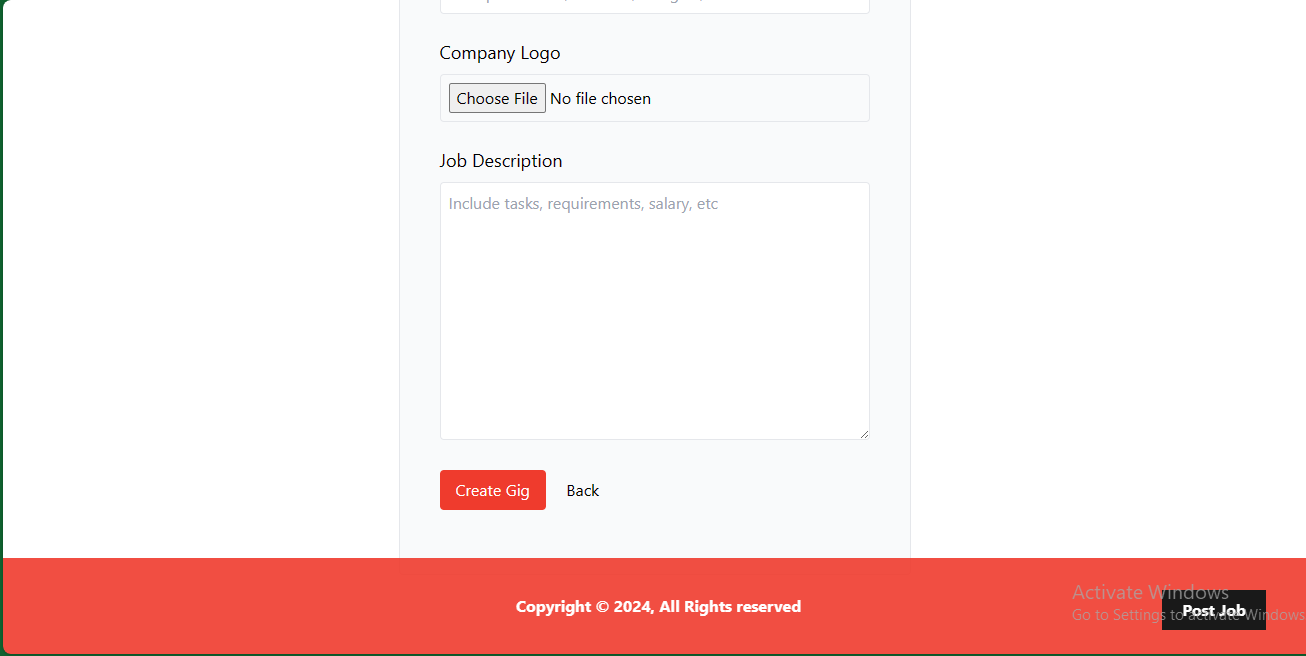 Company Logo
Choose File No file chosen
Job Description
Include tasks, requirements, salary, etc
Create Gig Back
Copyright © 2024, All Rights reserved
Activate Windows
Post Job
Go to Settings to activate Windows